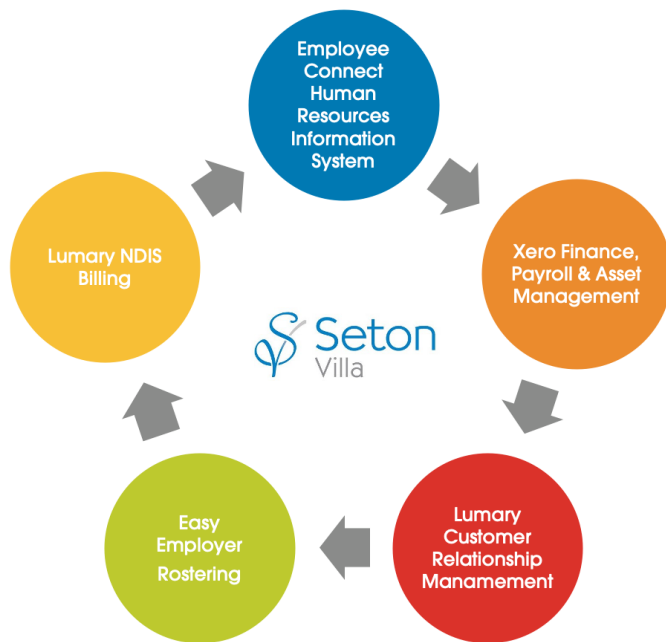 Employee
Connect
Human
Resources
Information
System
Lumary NDIS
Billing
Xero Finance,
Payroll & Asset
Management
Seton
Villa
Easy
Employer
Rostering
Lumary
Customer
Relationship
Manamement